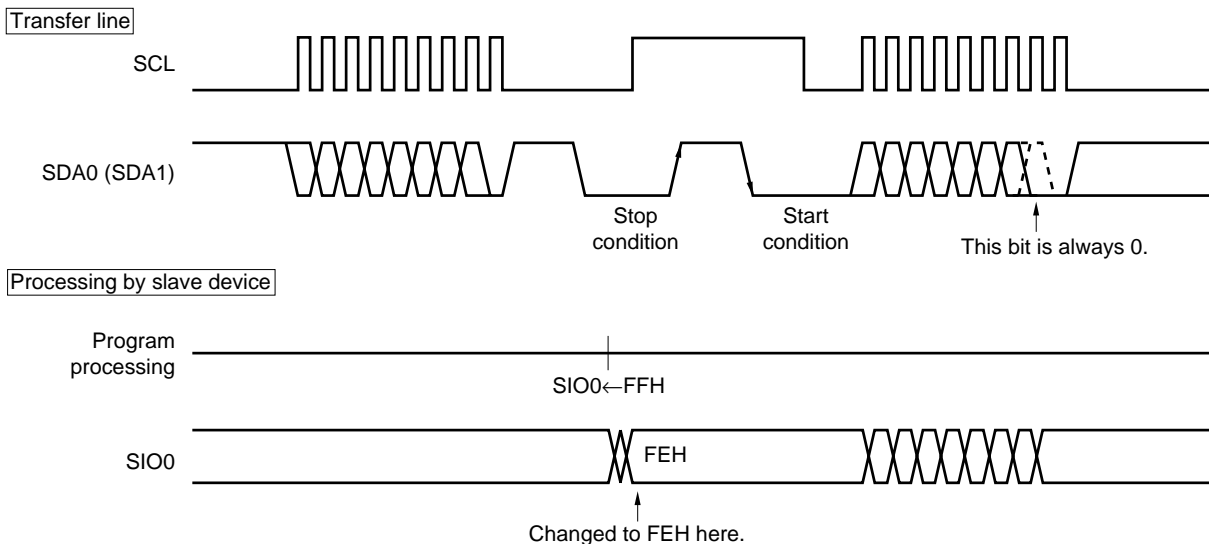 Transfer line
SCL
SDA0 (SDA1)
Stop
condition
Start
condition
This bit is always 0.
Processing by slave device
Program
processing
SIO0←FFH
SIO0
FEH
Changed to FEH here.